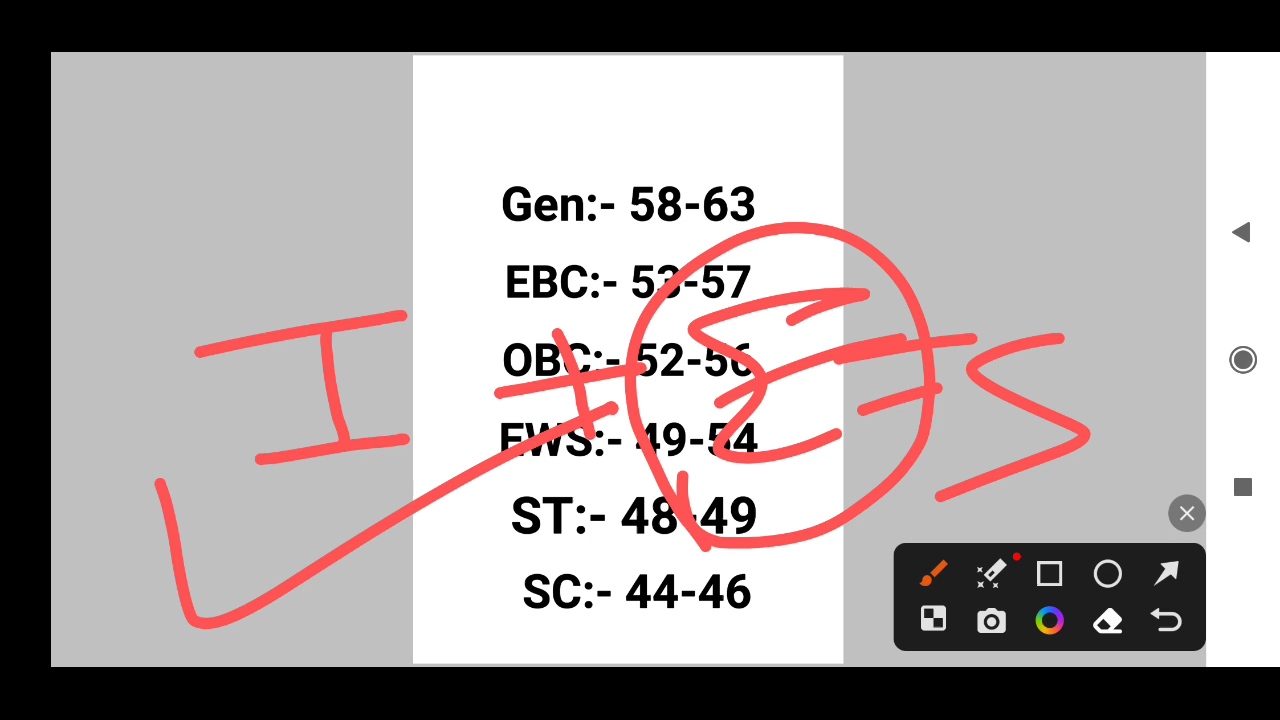 Gen:- 58-63
EBC:- 53-57
OBC:- 52-56
EWS:- 49-54
ST:- 48-49
SC:- 44-46